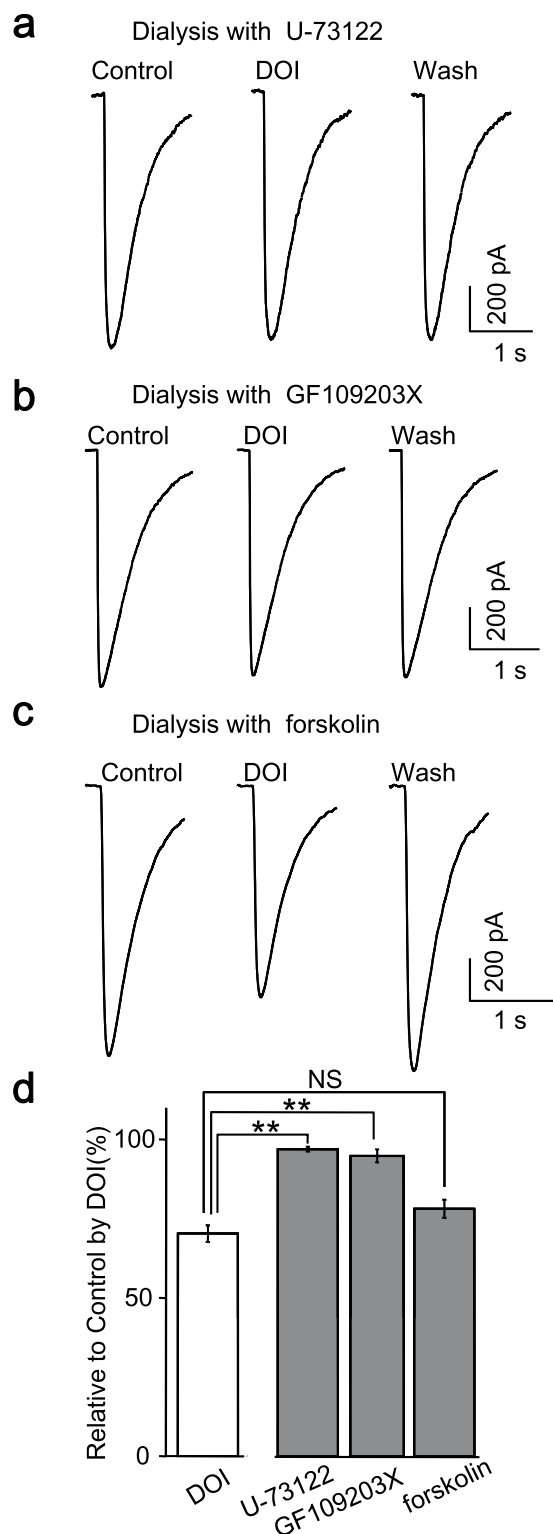 a
Dialysis with U-73122
Control DOI Wash
200 pA
1 s
b
Dialysis with GF109203X
Control DOI Wash
200 pA
1 s
c
Dialysis with forskolin
Control DOI Wash
200 pA
1 s
d
NS
**
**
Relative to Control by DOI(%)
100
50
0
DOI U-73122 GF109203X forskolin